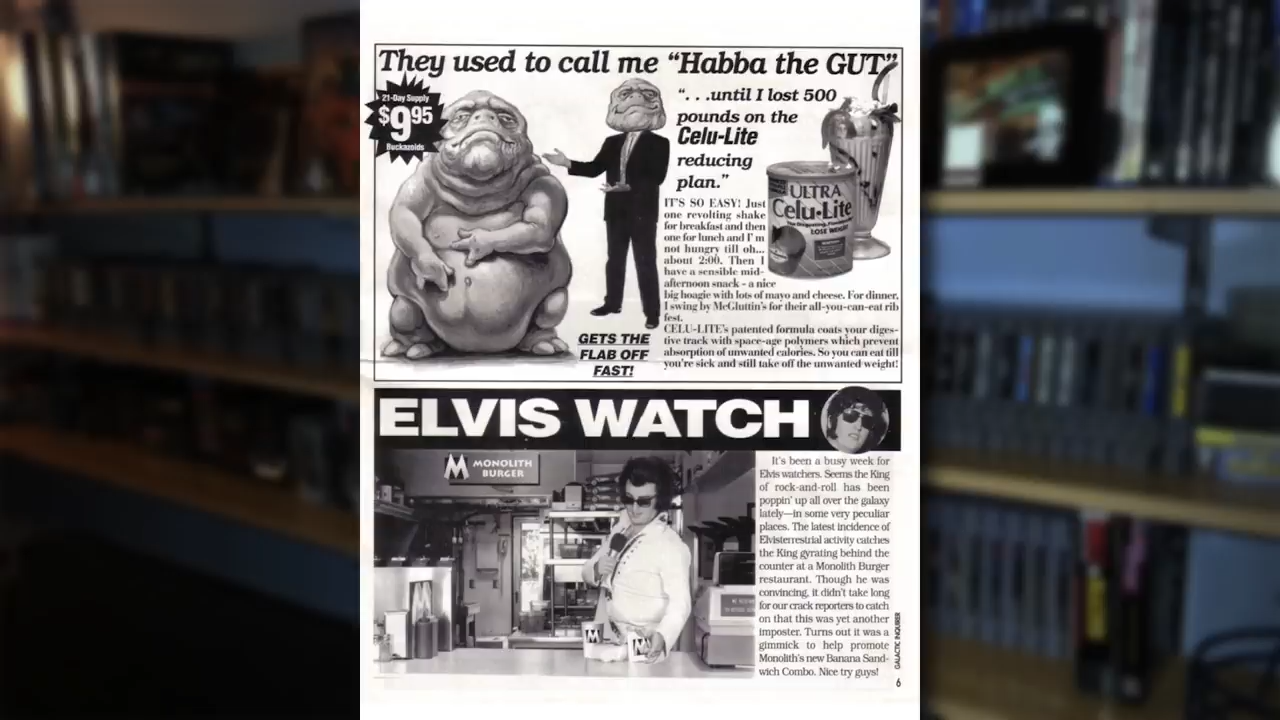 They used to call me “Habba the GUT”
21-Day Supply
$9.95
Buckazoids
“. . .until I lost 500
pounds on the
Celu-Lite
reducing
plan.”
ULTRA
Celu•Lite
LOSE WEIGHT
IT'S SO EASY! Just
one revolting shake
for breakfast and then
one for lunch and I' m
not hungry till oh...
about 2:00. Then I
have a sensible mid-
afternoon snack - a nice
big hoagie with lots of mayo and cheese. For dinner,
I swing by McGluttin's for their all-you-can-eat rib
fest.
CELU-LITE's patented formula coats your diges-
tive track with space-age polymers which prevent
absorption of unwanted calories. So you can eat till
you're sick and still take off the unwanted weight!
GETS THE
FLAB OFF
FAST!
ELVIS WATCH
M MONOLITH
BURGER
M
M
M
It's been a busy week for
Elvis watchers. Seems the King
of rock-and-roll has been
poppin' up all over the galaxy
lately—in some very peculiar
places. The latest incidence of
Elvisterrestrial activity catches
the King gyrating behind the
counter at a Monolith Burger
restaurant. Though he was
convincing, it didn't take long
for our crack reporters to catch
on that this was yet another
imposter. Turns out it was a
gimmick to help promote
Monolith's new Banana Sand-
wich Combo. Nice try guys!
GALACTIC INQUIRER
6